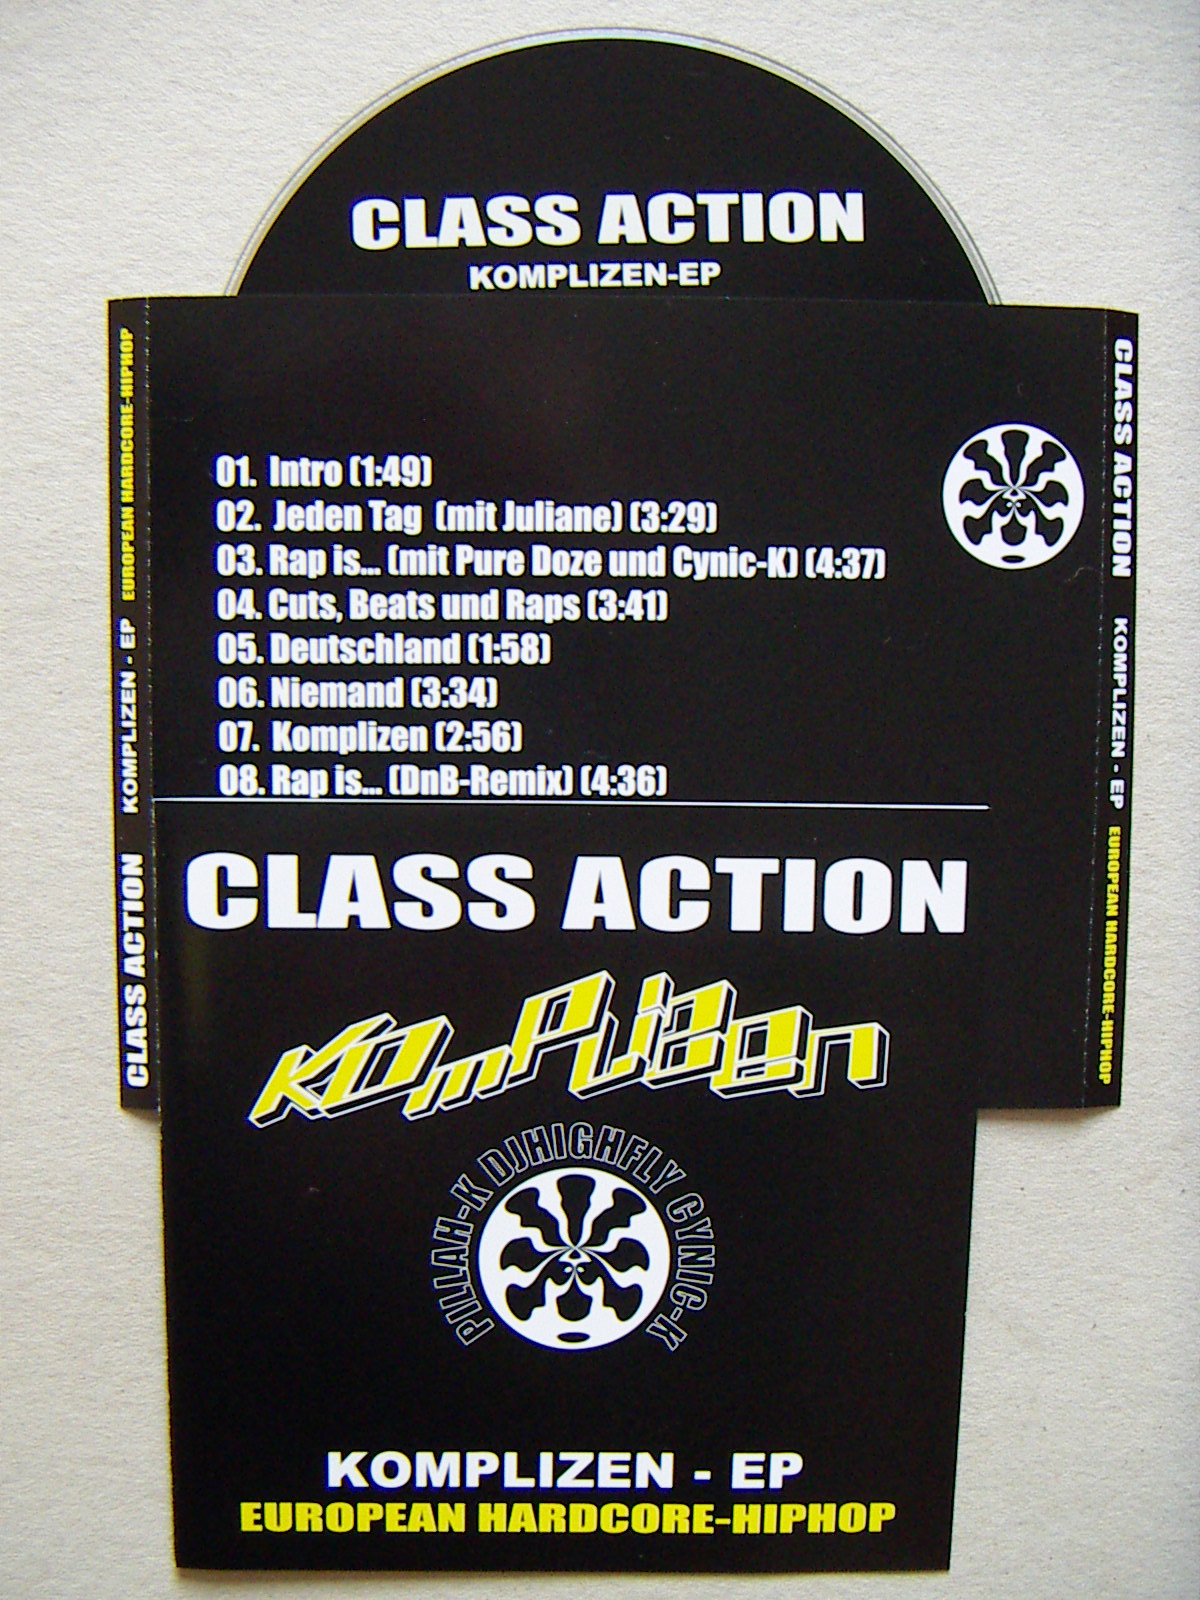 CLASS ACTION
KOMPLIZEN-EP
EUROPEAN HARDCORE-HIPHOP
KOMPLIZEN - EP
CLASS ACTION
01. Intro (1:49)
02. Jeden Tag (mit Juliane) (3:29)
03. Rap is... (mit Pure Doze und Cynic-K) (4:37)
04. Cuts, Beats und Raps (3:41)
05. Deutschland (1:58)
06. Niemand (3:34)
07. Komplizen (2:56)
08. Rap is... (DnB-Remix) (4:36)
CLASS ACTION
KOMPLIZEN - EP
EUROPEAN HARDCORE-HIPHOP
CLASS ACTION
KomPlizen
PILLAH-K DJHIGHFLY CYNIC-K
KOMPLIZEN - EP
EUROPEAN HARDCORE-HIPHOP